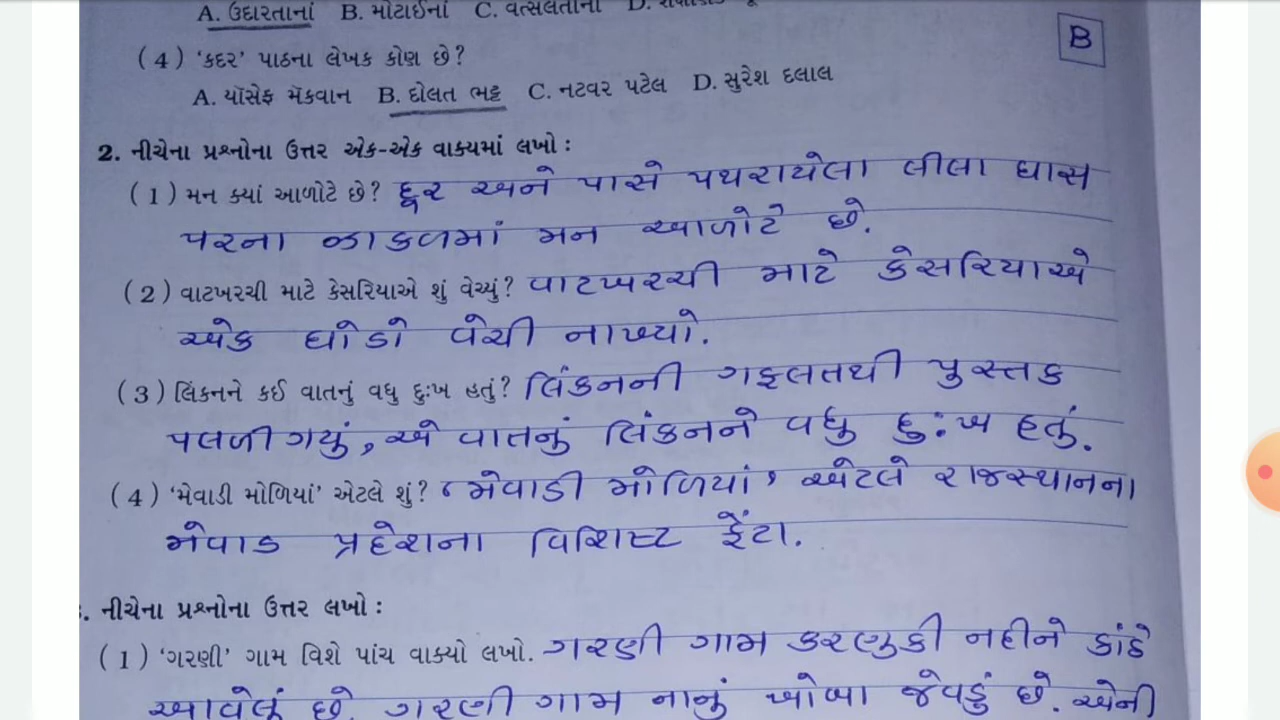 A. ઉદારતાનાં B. મોટાઈનાં C. વત્સલતાના D.
B
(4) ‘કદર’ પાઠના લેખક કોણ છે?
A. યૉસેફ મૅકવાન B. દોલત ભટ્ટ C. નટવર પટેલ D. સુરેશ દલાલ
2. નીચેના પ્રશ્નોના ઉત્તર એક-એક વાક્યમાં લખો :
(1) મન ક્યાં આળોટે છે? દૂર અને પાસે પથરાયેલા લીલા ઘાસ
પરના ઝાકળમાં મન આળોટે છે.
(2) વાટખરચી માટે કેસરિયાએ શું વેચ્યું? વાટખરચી માટે કેસરિયાએ
એક ઘોડો વેચી નાખ્યો.
(3) લિંકનને કઈ વાતનું વધુ દુઃખ હતું? લિંકનની ગફલતથી પુસ્તક
પલળી ગયું, એ વાતનું લિંકનને વધુ દુ:ખ હતું.
(4) ‘મેવાડી મોળિયાં’ એટલે શું? ‘મેવાડી મોળિયાં’ એટલે રાજસ્થાનના
મેવાડ પ્રદેશના વિશિષ્ટ ફેંટા.
. નીચેના પ્રશ્નોના ઉત્તર લખો :
(1) ‘ગરણી’ ગામ વિશે પાંચ વાક્યો લખો. ગરણી ગામ કરણુકી નદીને કાંઠે
આવેલું છે. ગરણી ગામ નાનું ખોબા જેવડું છે. એની